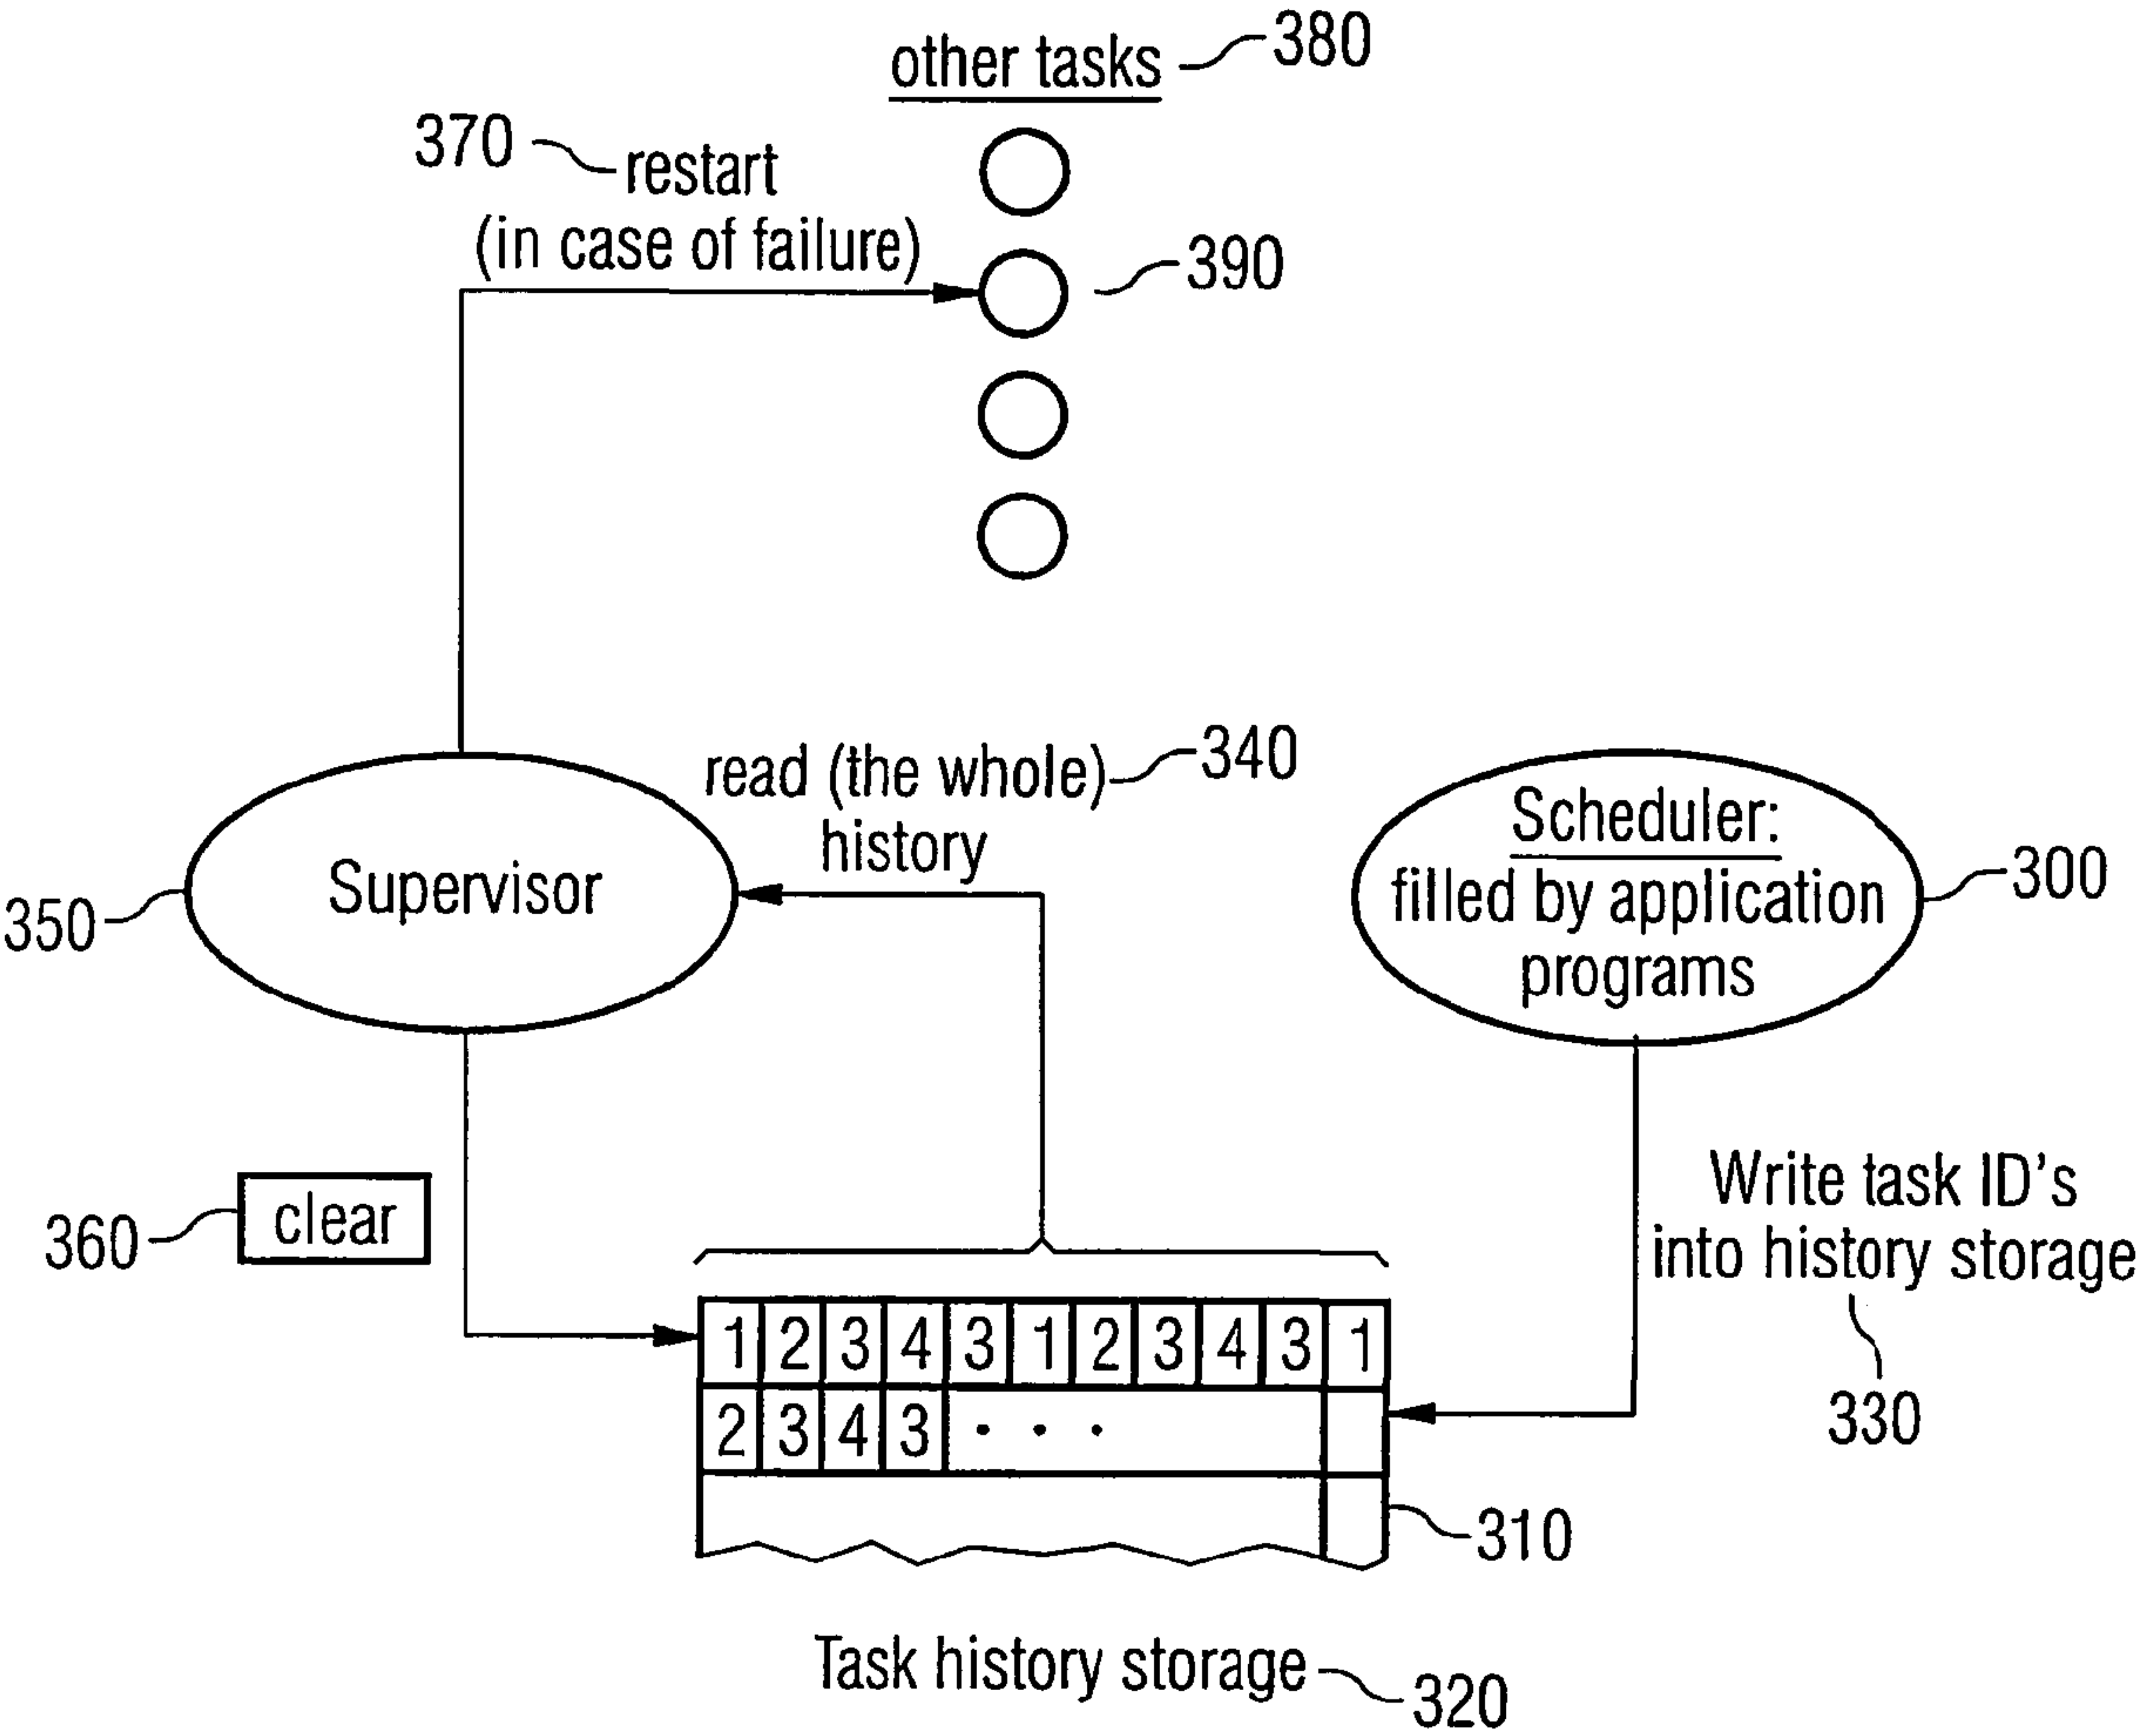 other tasks 380
370 restart
(in case of failure)
390
read (the whole) 340
history
Supervisor
350
Scheduler:
filled by application
programs
300
clear
360
Write task ID's
into history storage
330
1 2 3 4 3 1 2 3 4 3 1
2 3 4 3 . . .
310
Task history storage 320